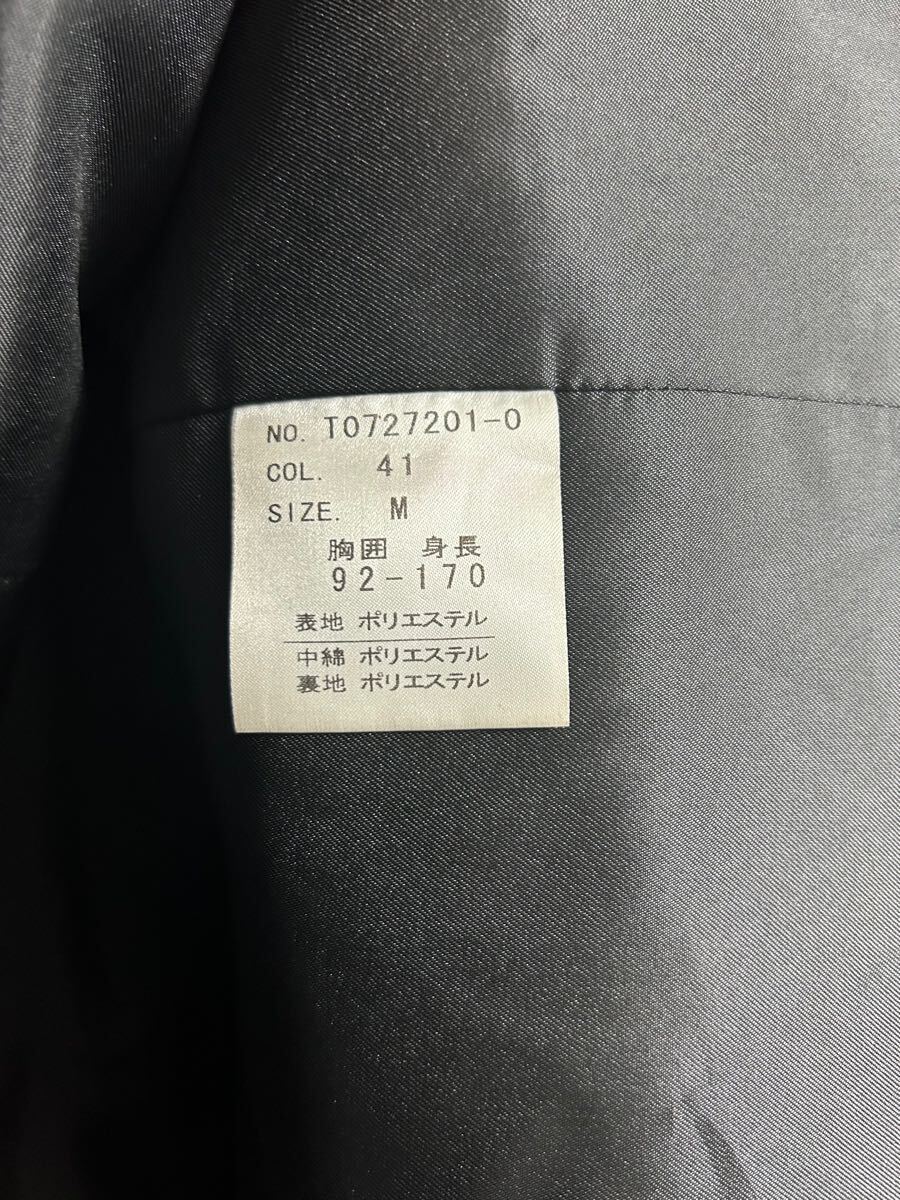 NO. T0727201-0
COL. 41
SIZE. M
胸囲 身長
92-170
表地 ポリエステル
中綿 ポリエステル
裏地 ポリエステル